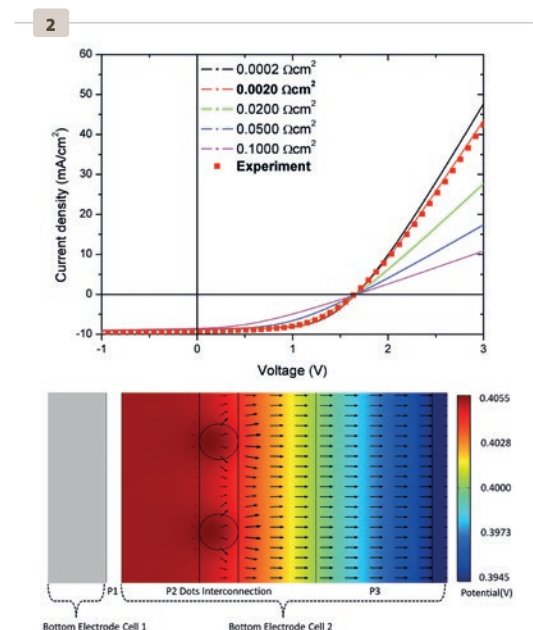 2
60
50
40
30
20
10
0
-10
Current density (mA/cm²)
0.0002 Ωcm²
0.0020 Ωcm²
0.0200 Ωcm²
0.0500 Ωcm²
0.1000 Ωcm²
Experiment
-1 0 1 2 3
Voltage (V)
0.4055
0.4028
0.4000
0.3973
0.3945
Potential(V)
P1 P2 Dots Interconnection P3
Bottom Electrode Cell 1 Bottom Electrode Cell 2